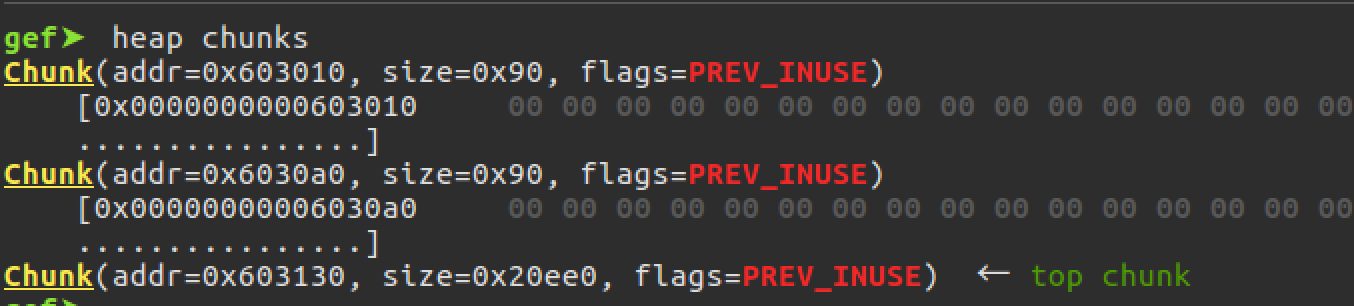 gef➤ heap chunks
Chunk(addr=0x603010, size=0x90, flags=PREV_INUSE)
[0x0000000000603010 00 00 00 00 00 00 00 00 00 00 00 00 00 00 00 00
................]
Chunk(addr=0x6030a0, size=0x90, flags=PREV_INUSE)
[0x00000000006030a0 00 00 00 00 00 00 00 00 00 00 00 00 00 00 00 00
................]
Chunk(addr=0x603130, size=0x20ee0, flags=PREV_INUSE) ← top chunk
gef➤